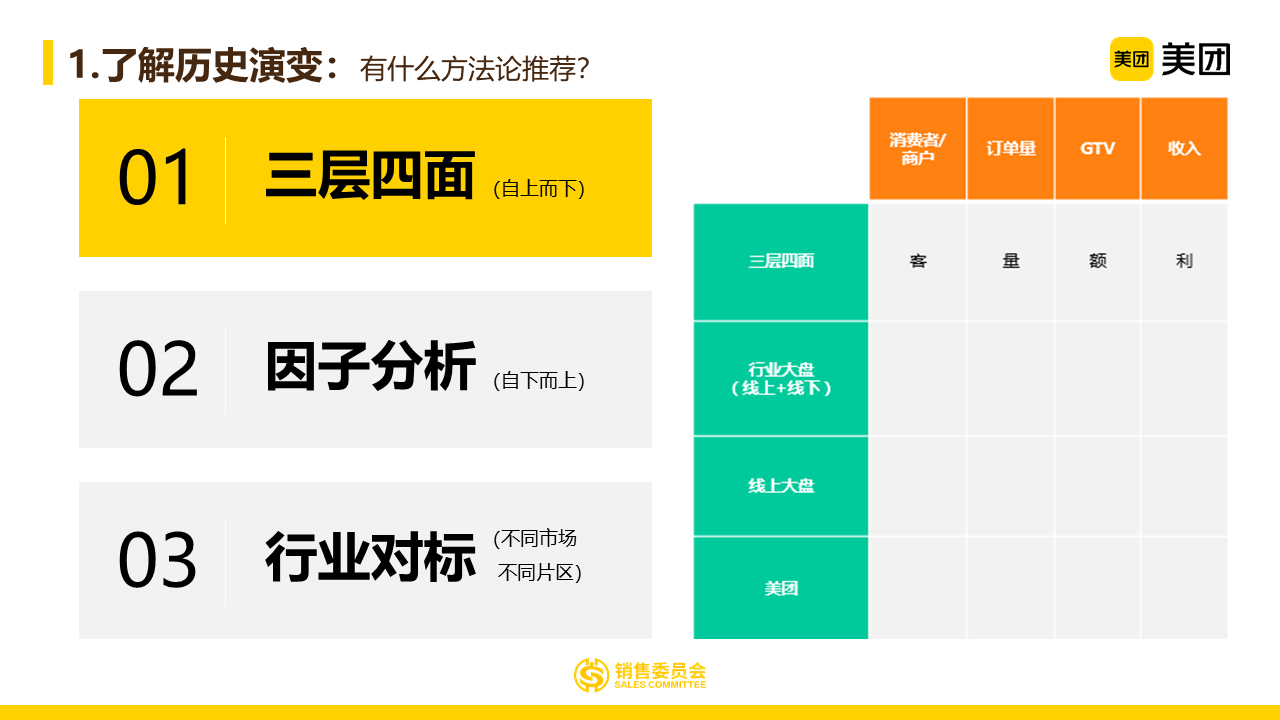 1.了解历史演变：有什么方法论推荐？
美团 美团
01 三层四面 (自上而下)
02 因子分析 (自下而上)
03 行业对标 (不同市场
不同片区)
消费者/
商户
订单量 GTV 收入
三层四面 客 量 额 利
行业大盘
（线上+线下）
线上大盘
美团
销售委员会
SALES COMMITTEE